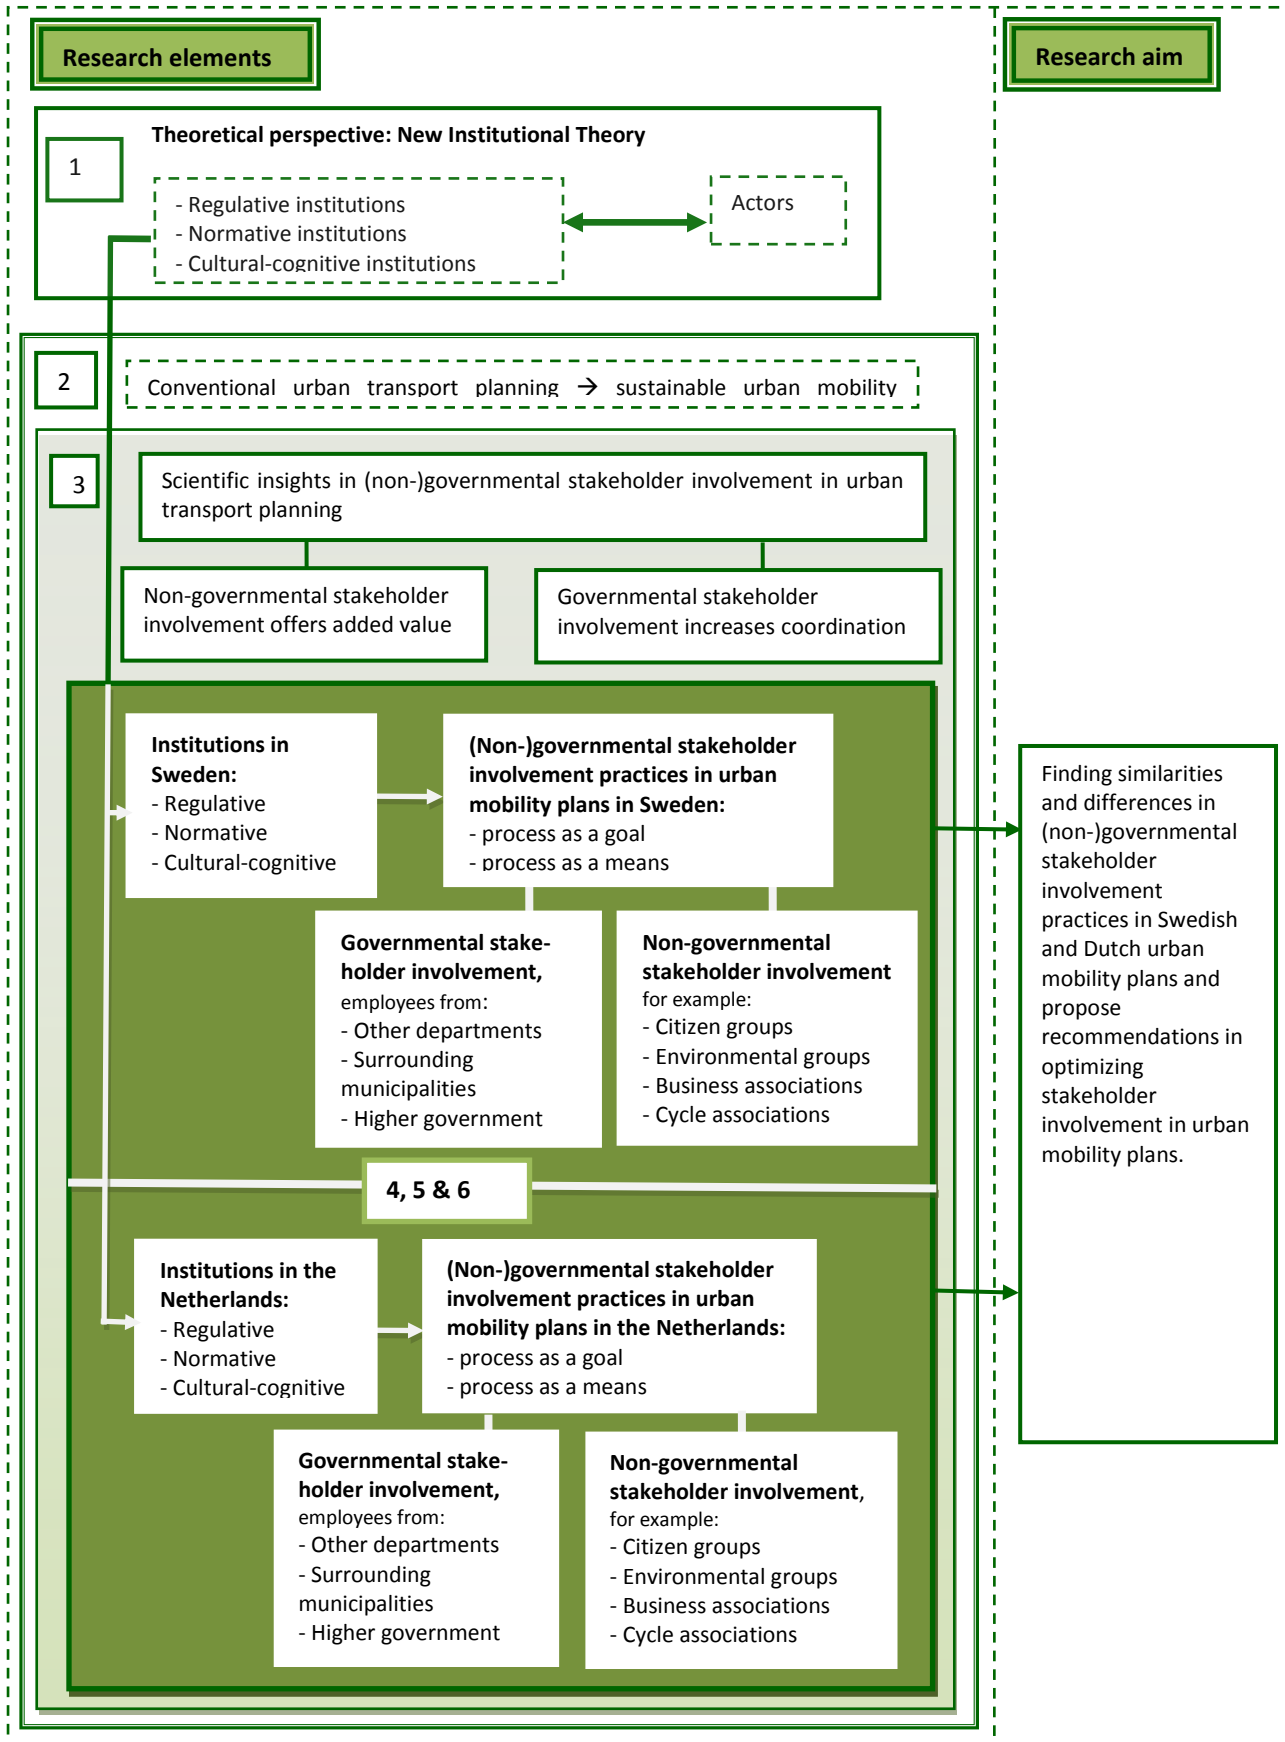 Research elements
Research aim
1
Theoretical perspective: New Institutional Theory
- Regulative institutions
- Normative institutions
- Cultural-cognitive institutions
Actors
2
Conventional urban transport planning → sustainable urban mobility
3
Scientific insights in (non-)governmental stakeholder involvement in urban
transport planning
Non-governmental stakeholder
involvement offers added value
Governmental stakeholder
involvement increases coordination
Institutions in
Sweden:
- Regulative
- Normative
- Cultural-cognitive
(Non-)governmental stakeholder
involvement practices in urban
mobility plans in Sweden:
- process as a goal
- process as a means
Governmental stake-
holder involvement,
employees from:
- Other departments
- Surrounding
municipalities
- Higher government
Non-governmental
stakeholder involvement
for example:
- Citizen groups
- Environmental groups
- Business associations
- Cycle associations
4, 5 & 6
Institutions in the
Netherlands:
- Regulative
- Normative
- Cultural-cognitive
(Non-)governmental stakeholder
involvement practices in urban
mobility plans in the Netherlands:
- process as a goal
- process as a means
Governmental stake-
holder involvement,
employees from:
- Other departments
- Surrounding
municipalities
- Higher government
Non-governmental
stakeholder involvement,
for example:
- Citizen groups
- Environmental groups
- Business associations
- Cycle associations
Finding similarities
and differences in
(non-)governmental
stakeholder
involvement
practices in Swedish
and Dutch urban
mobility plans and
propose
recommendations in
optimizing
stakeholder
involvement in urban
mobility plans.